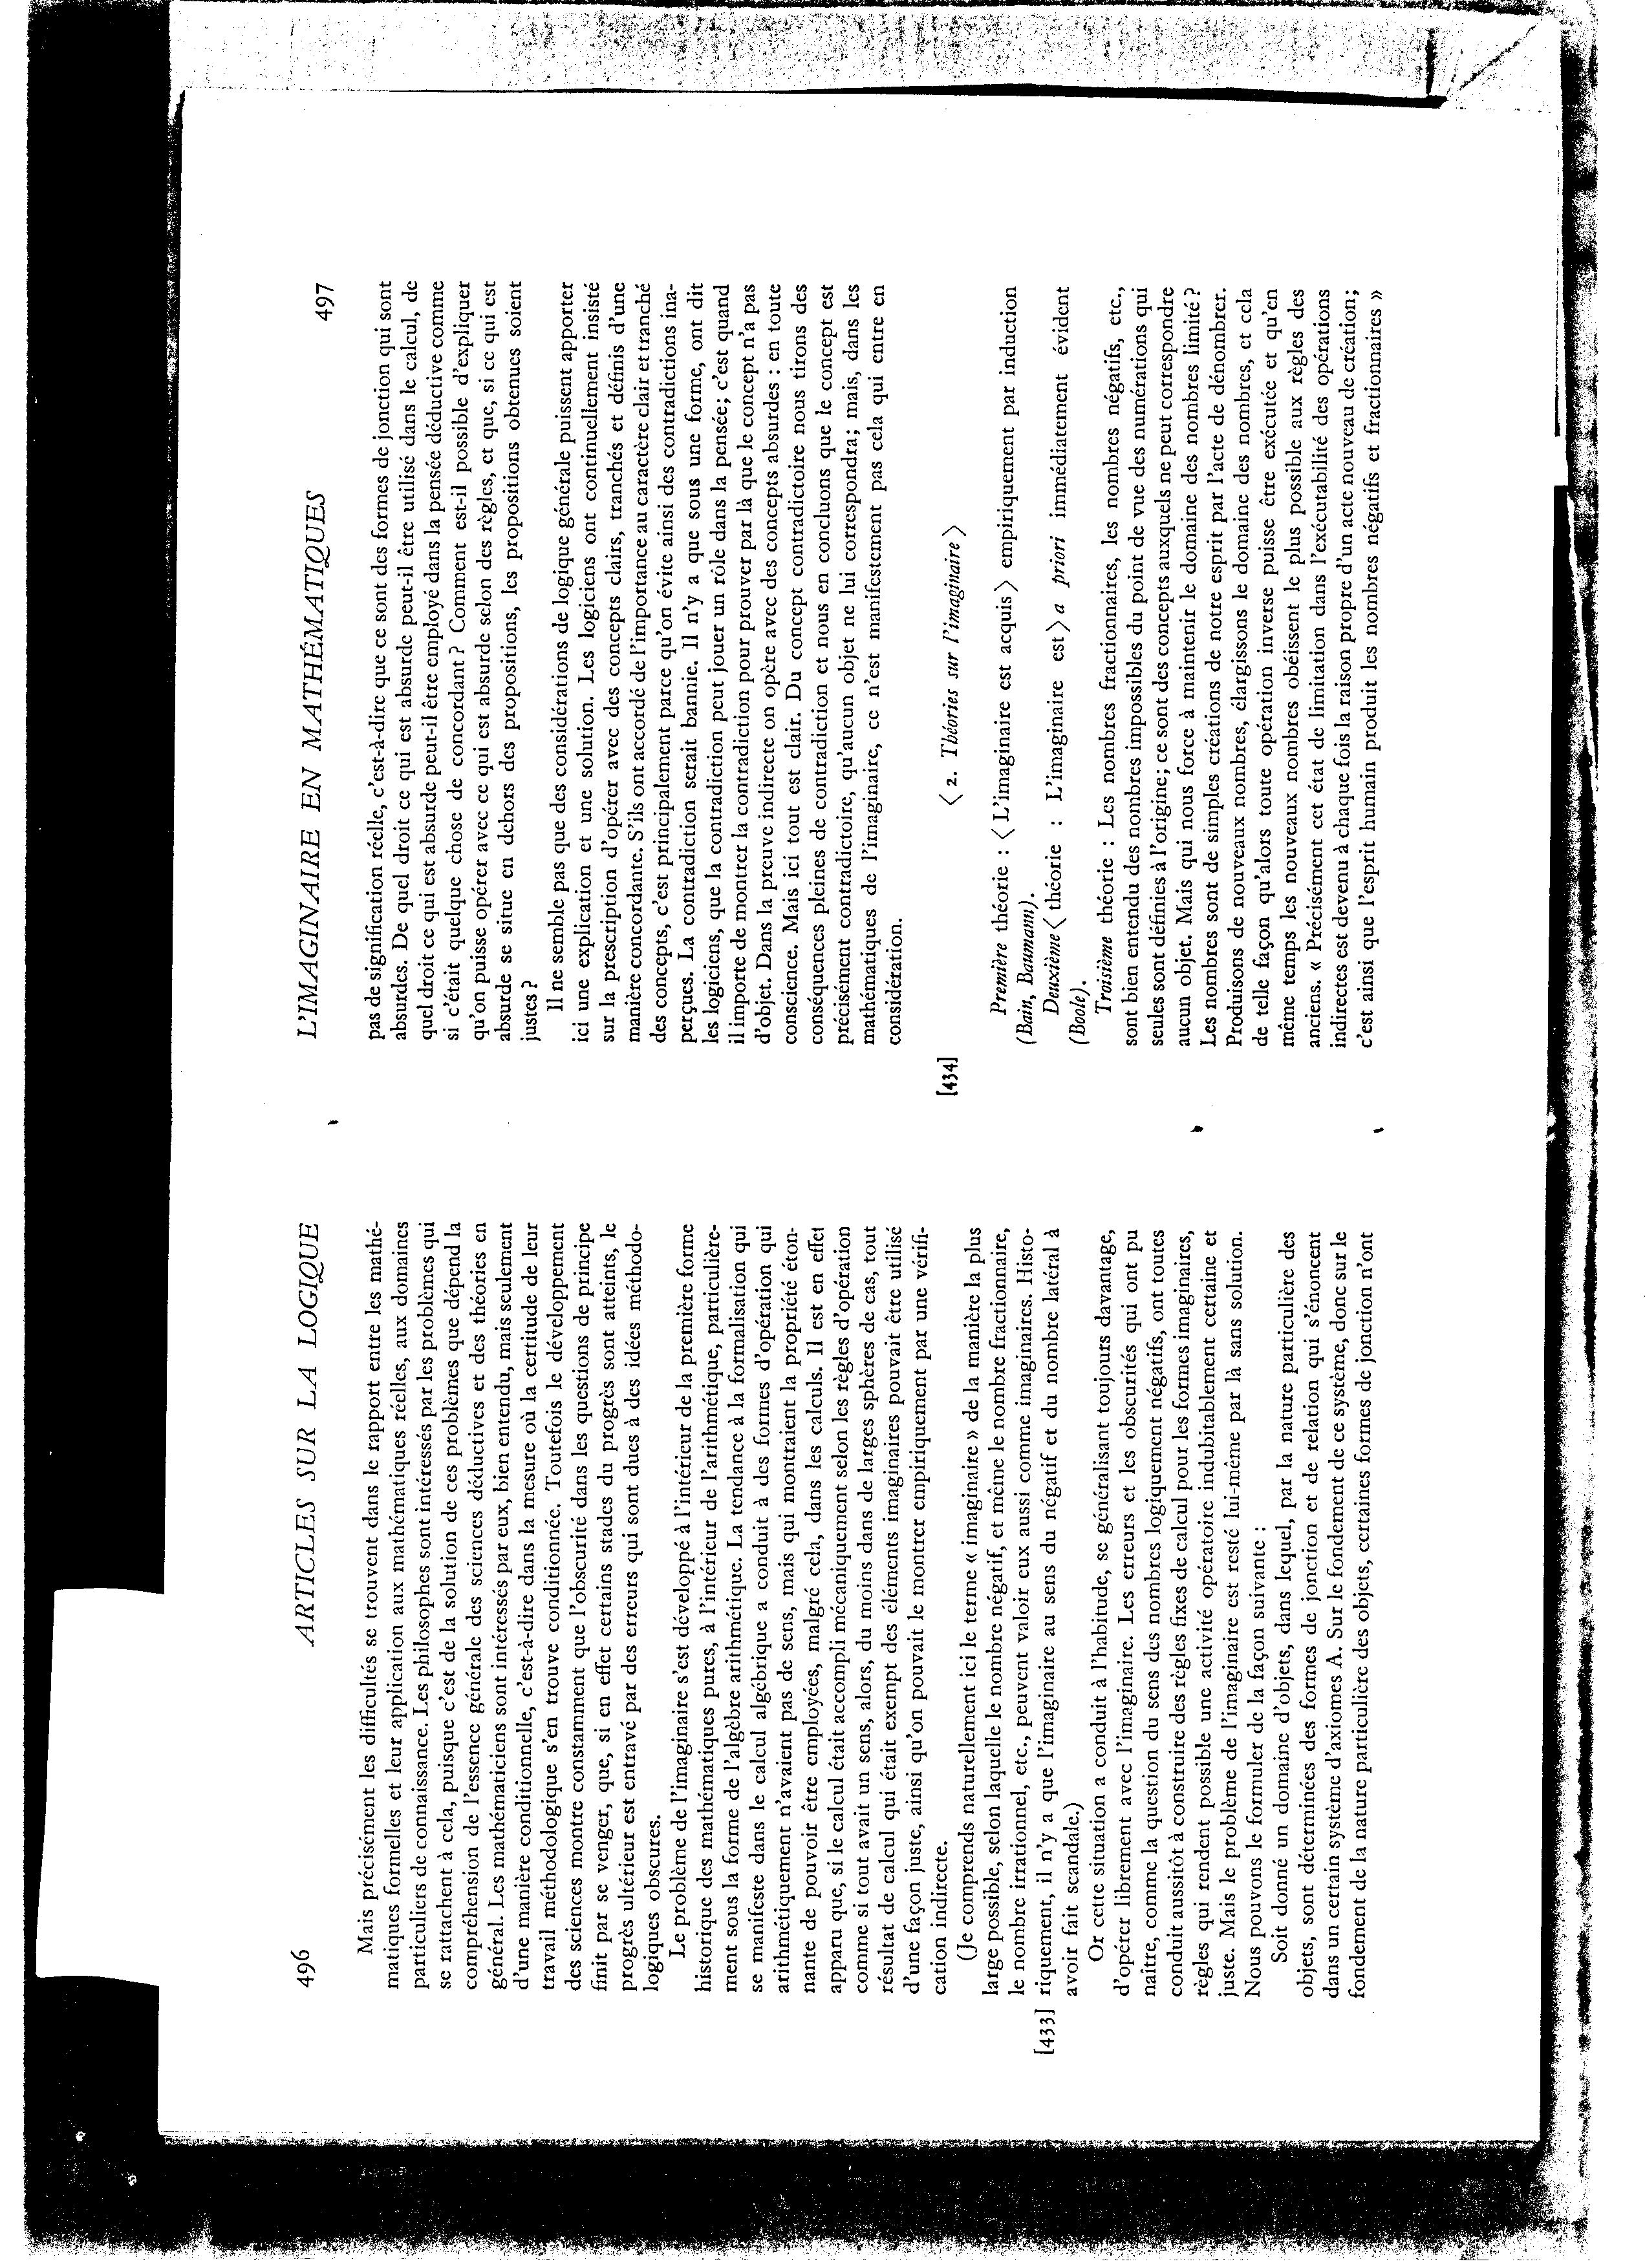 496
ARTICLES SUR LA LOGIQUE
Mais précisément les difficultés se trouvent dans le rapport entre les mathé-
matiques formelles et leur application aux mathématiques réelles, aux domaines
particuliers de connaissance. Les philosophes sont intéressés par les problèmes qui
se rattachent à cela, puisque c'est de la solution de ces problèmes que dépend la
compréhension de l'essence générale des sciences déductives et des théories en
général. Les mathématiciens sont intéressés par eux, bien entendu, mais seulement
d'une manière conditionnelle, c'est-à-dire dans la mesure où la certitude de leur
travail méthodologique s'en trouve conditionnée. Toutefois le développement
des sciences montre constamment que l'obscurité dans les questions de principe
finit par se venger, que, si en effet certains stades du progrès sont atteints, le
progrès ultérieur est entravé par des erreurs qui sont dues à des idées méthodo-
logiques obscures.
Le problème de l'imaginaire s'est développé à l'intérieur de la première forme
historique des mathématiques pures, à l'intérieur de l'arithmétique, particulière-
ment sous la forme de l'algèbre arithmétique. La tendance à la formalisation qui
se manifeste dans le calcul algébrique a conduit à des formes d'opération qui
arithmétiquement n'avaient pas de sens, mais qui montraient la propriété éton-
nante de pouvoir être employées, malgré cela, dans les calculs. Il est en effet
apparu que, si le calcul était accompli mécaniquement selon les règles d'opération
comme si tout avait un sens, alors, du moins dans de larges sphères de cas, tout
résultat de calcul qui était exempt des éléments imaginaires pouvait être utilisé
d'une façon juste, ainsi qu'on pouvait le montrer empiriquement par une vérifi-
cation indirecte.
(Je comprends naturellement ici le terme « imaginaire » de la manière la plus
large possible, selon laquelle le nombre négatif, et même le nombre fractionnaire,
le nombre irrationnel, etc., peuvent valoir eux aussi comme imaginaires. Histo-
[433] riquement, il n'y a que l'imaginaire au sens du négatif et du nombre latéral à
avoir fait scandale.)
Or cette situation a conduit à l'habitude, se généralisant toujours davantage,
d'opérer librement avec l'imaginaire. Les erreurs et les obscurités qui ont pu
naître, comme la question du sens des nombres logiquement négatifs, ont toutes
conduit aussitôt à construire des règles fixes de calcul pour les formes imaginaires,
règles qui rendent possible une activité opératoire indubitablement certaine et
juste. Mais le problème de l'imaginaire est resté lui-même par là sans solution.
Nous pouvons le formuler de la façon suivante :
Soit donné un domaine d'objets, dans lequel, par la nature particulière des
objets, sont déterminées des formes de jonction et de relation qui s'énoncent
dans un certain système d'axiomes A. Sur le fondement de ce système, donc sur le
fondement de la nature particulière des objets, certaines formes de jonction n'ont
L'IMAGINAIRE EN MATHÉMATIQUES
497
pas de signification réelle, c'est-à-dire que ce sont des formes de jonction qui sont
absurdes. De quel droit ce qui est absurde peut-il être utilisé dans le calcul, de
quel droit ce qui est absurde peut-il être employé dans la pensée déductive comme
si c'était quelque chose de concordant ? Comment est-il possible d'expliquer
qu'on puisse opérer avec ce qui est absurde selon des règles, et que, si ce qui est
absurde se situe en dehors des propositions, les propositions obtenues soient
justes ?
Il ne semble pas que des considérations de logique générale puissent apporter
ici une explication et une solution. Les logiciens ont continuellement insisté
sur la prescription d'opérer avec des concepts clairs, tranchés et définis d'une
manière concordante. S'ils ont accordé de l'importance au caractère clair et tranché
des concepts, c'est principalement parce qu'on évite ainsi des contradictions ina-
perçues. La contradiction serait bannie. Il n'y a que sous une forme, ont dit
les logiciens, que la contradiction peut jouer un rôle dans la pensée; c'est quand
il importe de montrer la contradiction pour prouver par là que le concept n'a pas
d'objet. Dans la preuve indirecte on opère avec des concepts absurdes : en toute
conscience. Mais ici tout est clair. Du concept contradictoire nous tirons des
conséquences pleines de contradiction et nous en concluons que le concept est
précisément contradictoire, qu'aucun objet ne lui correspondra; mais, dans les
mathématiques de l'imaginaire, ce n'est manifestement pas cela qui entre en
considération.
[434]
〈 2. Théories sur l'imaginaire 〉
Première théorie : 〈 L'imaginaire est acquis 〉 empiriquement par induction
(Bain, Baumann).
Deuxième 〈 théorie : L'imaginaire est 〉 a priori immédiatement évident
(Boole).
Troisième théorie : Les nombres fractionnaires, les nombres négatifs, etc.,
sont bien entendu des nombres impossibles du point de vue des numérations qui
seules sont définies à l'origine; ce sont des concepts auxquels ne peut correspondre
aucun objet. Mais qui nous force à maintenir le domaine des nombres limité ?
Les nombres sont de simples créations de notre esprit par l'acte de dénombrer.
Produisons de nouveaux nombres, élargissons le domaine des nombres, et cela
de telle façon qu'alors toute opération inverse puisse être exécutée et qu'en
même temps les nouveaux nombres obéissent le plus possible aux règles des
anciens. « Précisément cet état de limitation dans l'exécutabilité des opérations
indirectes est devenu à chaque fois la raison propre d'un acte nouveau de création;
c'est ainsi que l'esprit humain produit les nombres négatifs et fractionnaires »